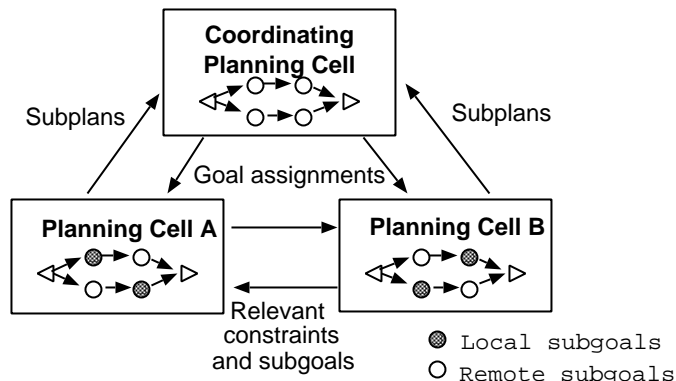 Coordinating
Planning Cell
Subplans
Subplans
Goal assignments
Planning Cell A
Planning Cell B
Relevant
constraints
and subgoals
Local subgoals
Remote subgoals